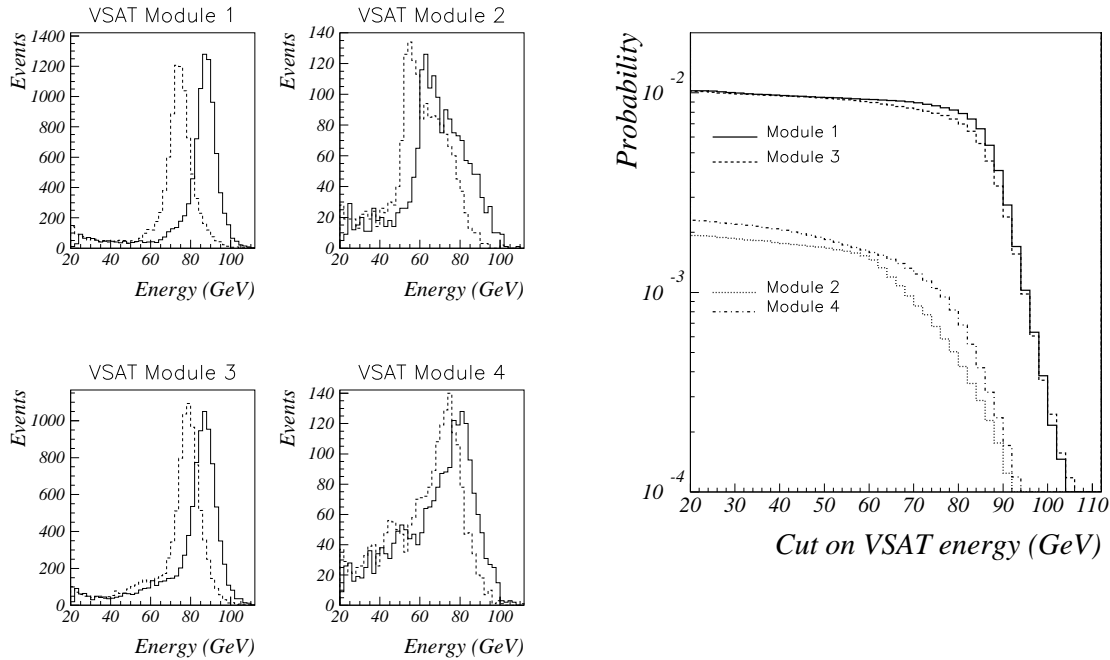 VSAT Module 1
Events
1400
1200
1000
800
600
400
200
0
20 40 60 80 100
Energy (GeV)
VSAT Module 2
Events
140
120
100
80
60
40
20
0
20 40 60 80 100
Energy (GeV)
VSAT Module 3
Events
1000
800
600
400
200
0
20 40 60 80 100
Energy (GeV)
VSAT Module 4
Events
140
120
100
80
60
40
20
0
20 40 60 80 100
Energy (GeV)
Probability
10 -2
Module 1
Module 3
10 -3
Module 2
Module 4
10 -4
20 30 40 50 60 70 80 90 100 110
Cut on VSAT energy (GeV)